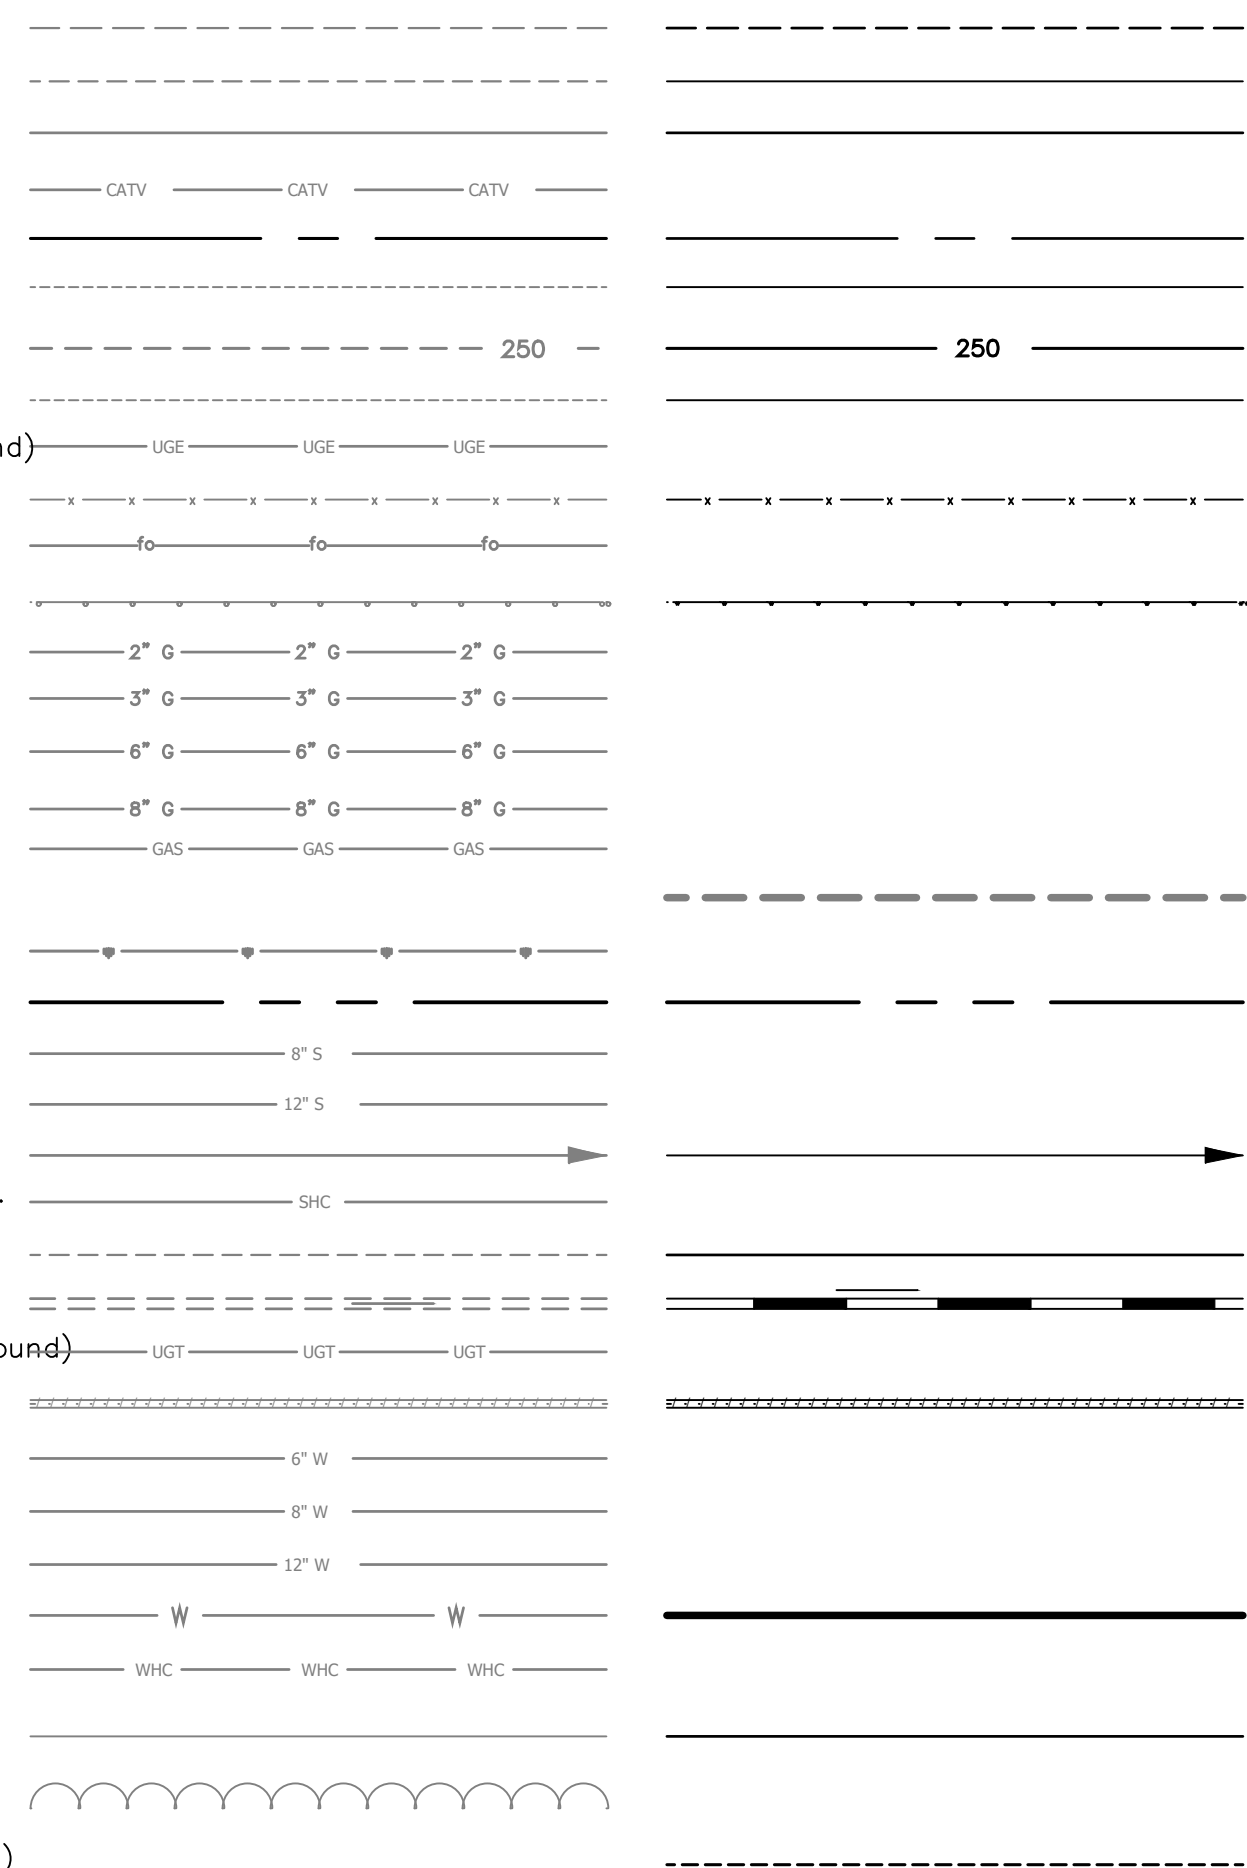 CATV CATV CATV
250 250
nd) UGE UGE UGE
x x x x x x x x x x x x x x x x x x
fo fo fo
2" G 2" G 2" G
3" G 3" G 3" G
6" G 6" G 6" G
8" G 8" G 8" G
GAS GAS GAS
8" S
12" S
SHC
ound) UGT UGT UGT
6" W
8" W
12" W
W W
WHC WHC WHC
)